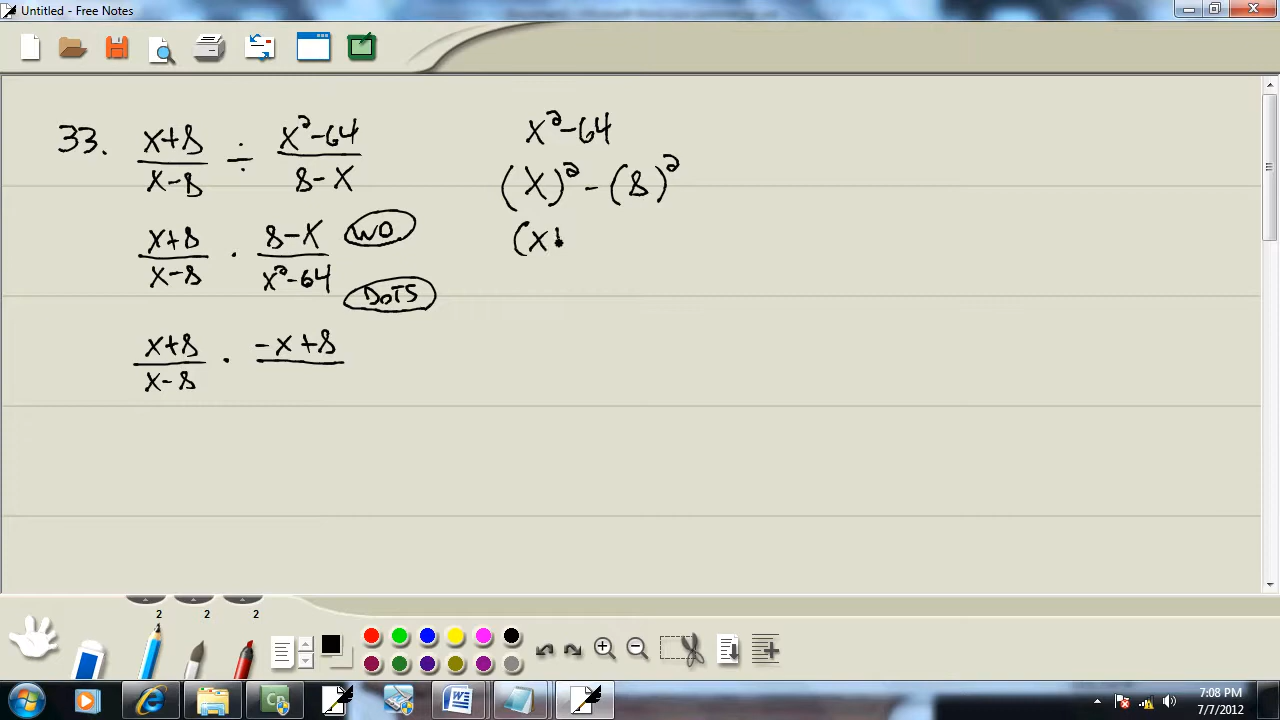 Untitled - Free Notes
33. (x+8)/(x-8) ÷ (x²-64)/(8-x)
(x+8)/(x-8) · (8-x)/(x²-64) WO DOTS
(x+8)/(x-8) · -x+8
x²-64
(x)²-(8)²
(x+
2 2 2
7:08 PM
7/7/2012